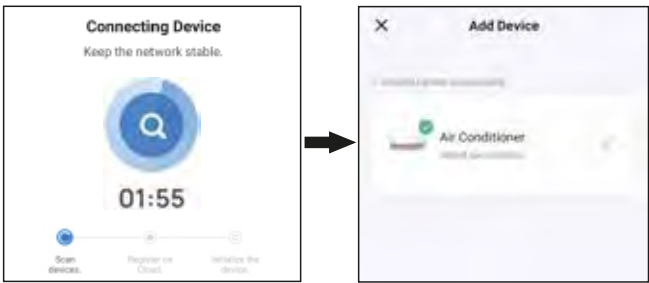 Connecting Device
Keep the network stable.
01:55
Scan
devices.
Register on
Cloud.
Initialize the
device.
Add Device
Air Conditioner